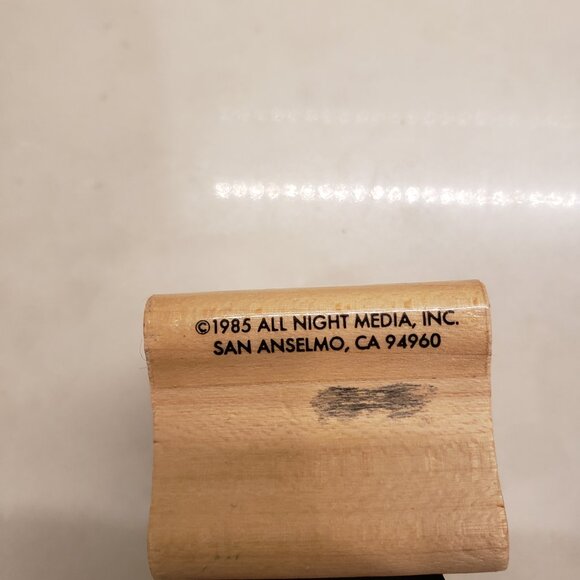 ©1985 ALL NIGHT MEDIA, INC.
SAN ANSELMO, CA 94960